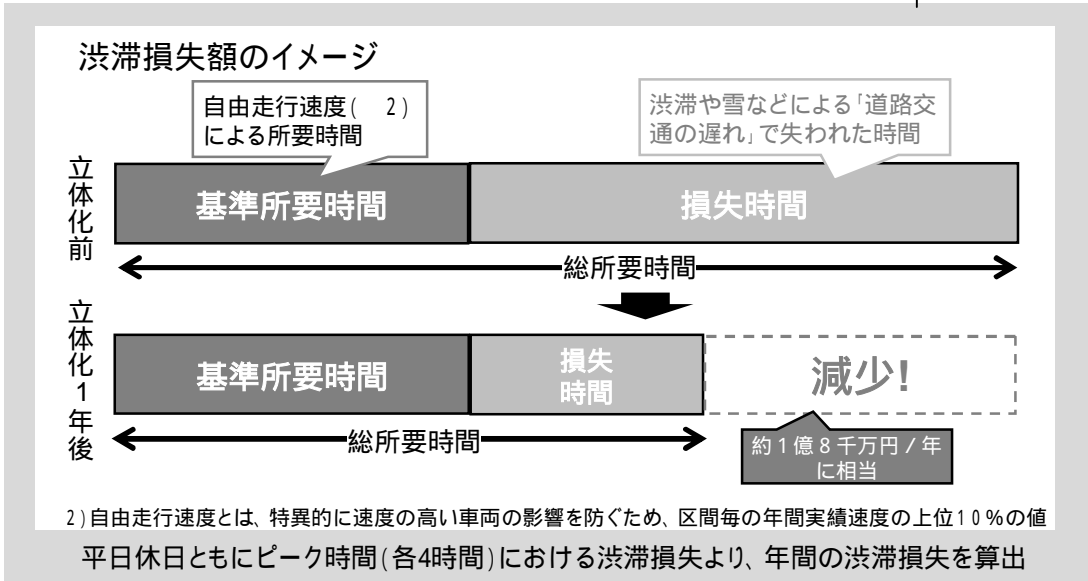 渋滞損失額のイメージ
自由走行速度(　2)
による所要時間
渋滞や雪などによる｢道路交
通の遅れ｣で失われた時間
立体化前
基準所要時間
損失時間
総所要時間
立体化1年後
基準所要時間
損失
時間
減少!
総所要時間
約1億8千万円/年
に相当
2)自由走行速度とは、特異的に速度の高い車両の影響を防ぐため、区間毎の年間実績速度の上位10%の値
平日休日ともにピーク時間(各4時間)における渋滞損失より、年間の渋滞損失を算出